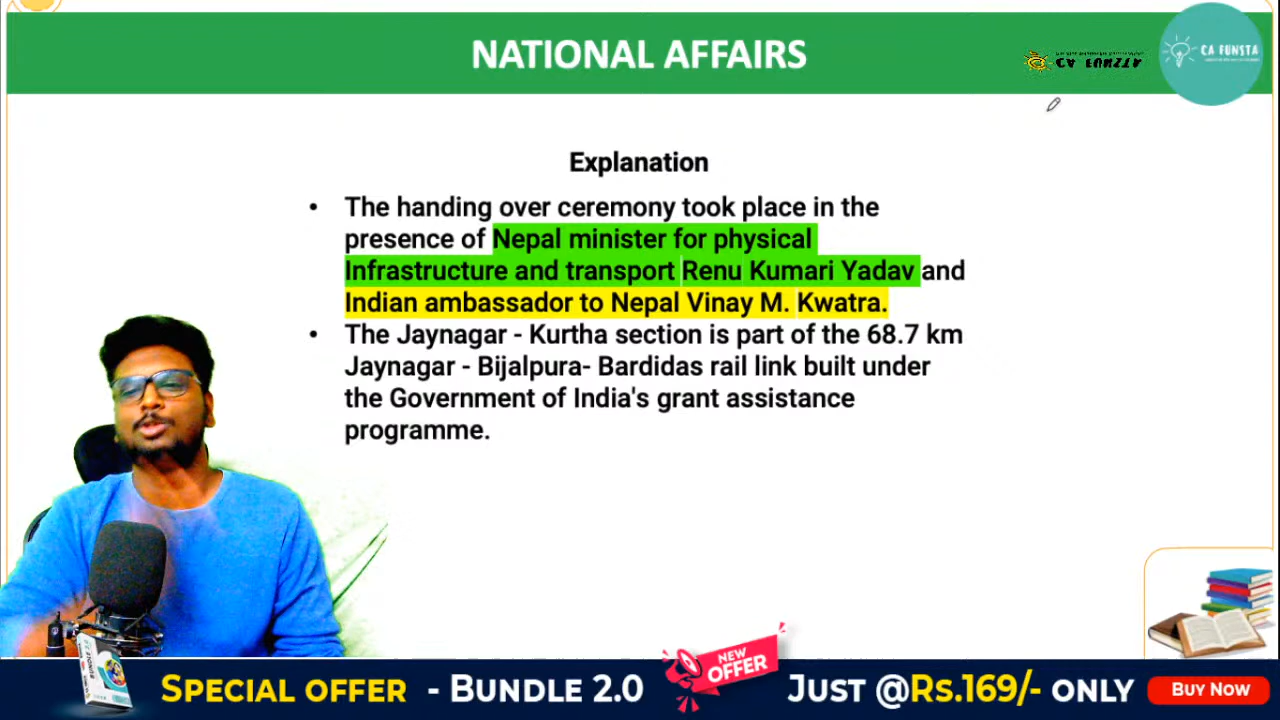 NATIONAL AFFAIRS
CA FUNSTA
Explanation
• The handing over ceremony took place in the
presence of Nepal minister for physical
Infrastructure and transport Renu Kumari Yadav and
Indian ambassador to Nepal Vinay M. Kwatra.
• The Jaynagar - Kurtha section is part of the 68.7 km
Jaynagar - Bijalpura- Bardidas rail link built under
the Government of India's grant assistance
programme.
BUNDLE 2.0
SPECIAL OFFER - BUNDLE 2.0
NEW
OFFER
JUST @Rs.169/- ONLY
Buy Now